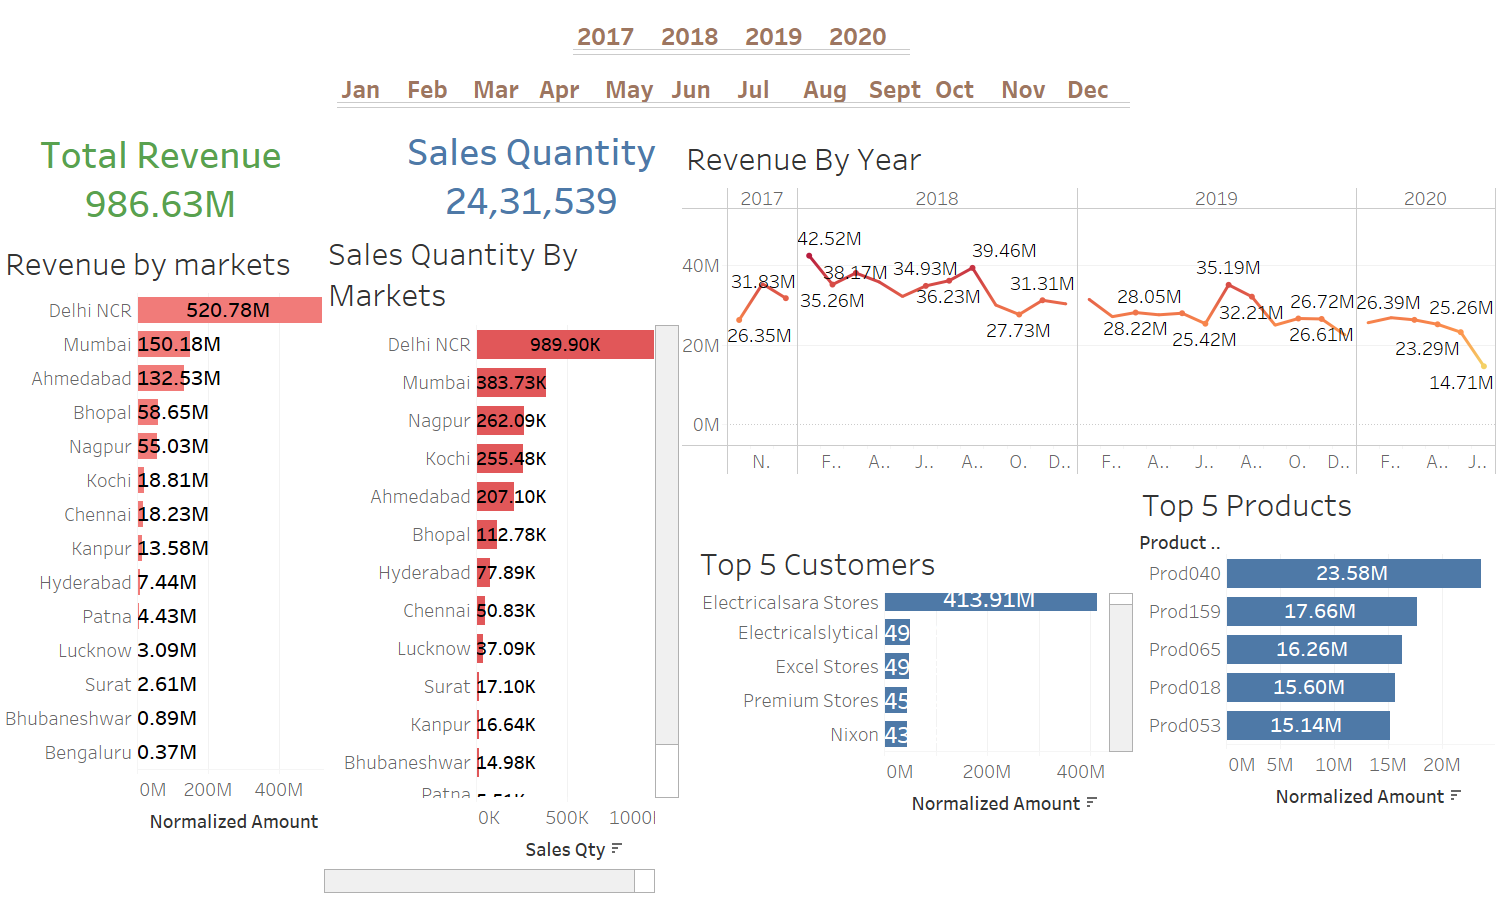 2017 2018 2019 2020
Jan Feb Mar Apr May Jun Jul Aug Sept Oct Nov Dec
Total Revenue
986.63M
Sales Quantity
24,31,539
Revenue by markets
Delhi NCR 520.78M
Mumbai 150.18M
Ahmedabad 132.53M
Bhopal 58.65M
Nagpur 55.03M
Kochi 18.81M
Chennai 18.23M
Kanpur 13.58M
Hyderabad 7.44M
Patna 4.43M
Lucknow 3.09M
Surat 2.61M
Bhubaneshwar 0.89M
Bengaluru 0.37M
0M 200M 400M
Normalized Amount
Sales Quantity By
Markets
Delhi NCR 989.90K
Mumbai 383.73K
Nagpur 262.09K
Kochi 255.48K
Ahmedabad 207.10K
Bhopal 112.78K
Hyderabad 77.89K
Chennai 50.83K
Lucknow 37.09K
Surat 17.10K
Kanpur 16.64K
Bhubaneshwar 14.98K
Patna
0K 500K
Sales Qty
Revenue By Year
2017 2018 2019 2020
42.52M 39.46M
35.19M
40M 31.83M 38.17M 34.93M 31.31M 28.05M 26.72M 26.39M 25.26M
35.26M 36.23M 32.21M
26.35M 27.73M 28.22M 25.42M 26.61M
20M 23.29M
14.71M
0M
N. F.. A.. J.. A.. O. D.. F.. A.. J.. A.. O. D.. F.. A.. J..
Top 5 Customers
Electricalsara Stores 413.91M
Electricalslytical 49
Excel Stores 49
Premium Stores 45
Nixon 43
0M 200M 400M
Normalized Amount
Top 5 Products
Product ..
Prod040 23.58M
Prod159 17.66M
Prod065 16.26M
Prod018 15.60M
Prod053 15.14M
0M 5M 10M 15M 20M
Normalized Amount